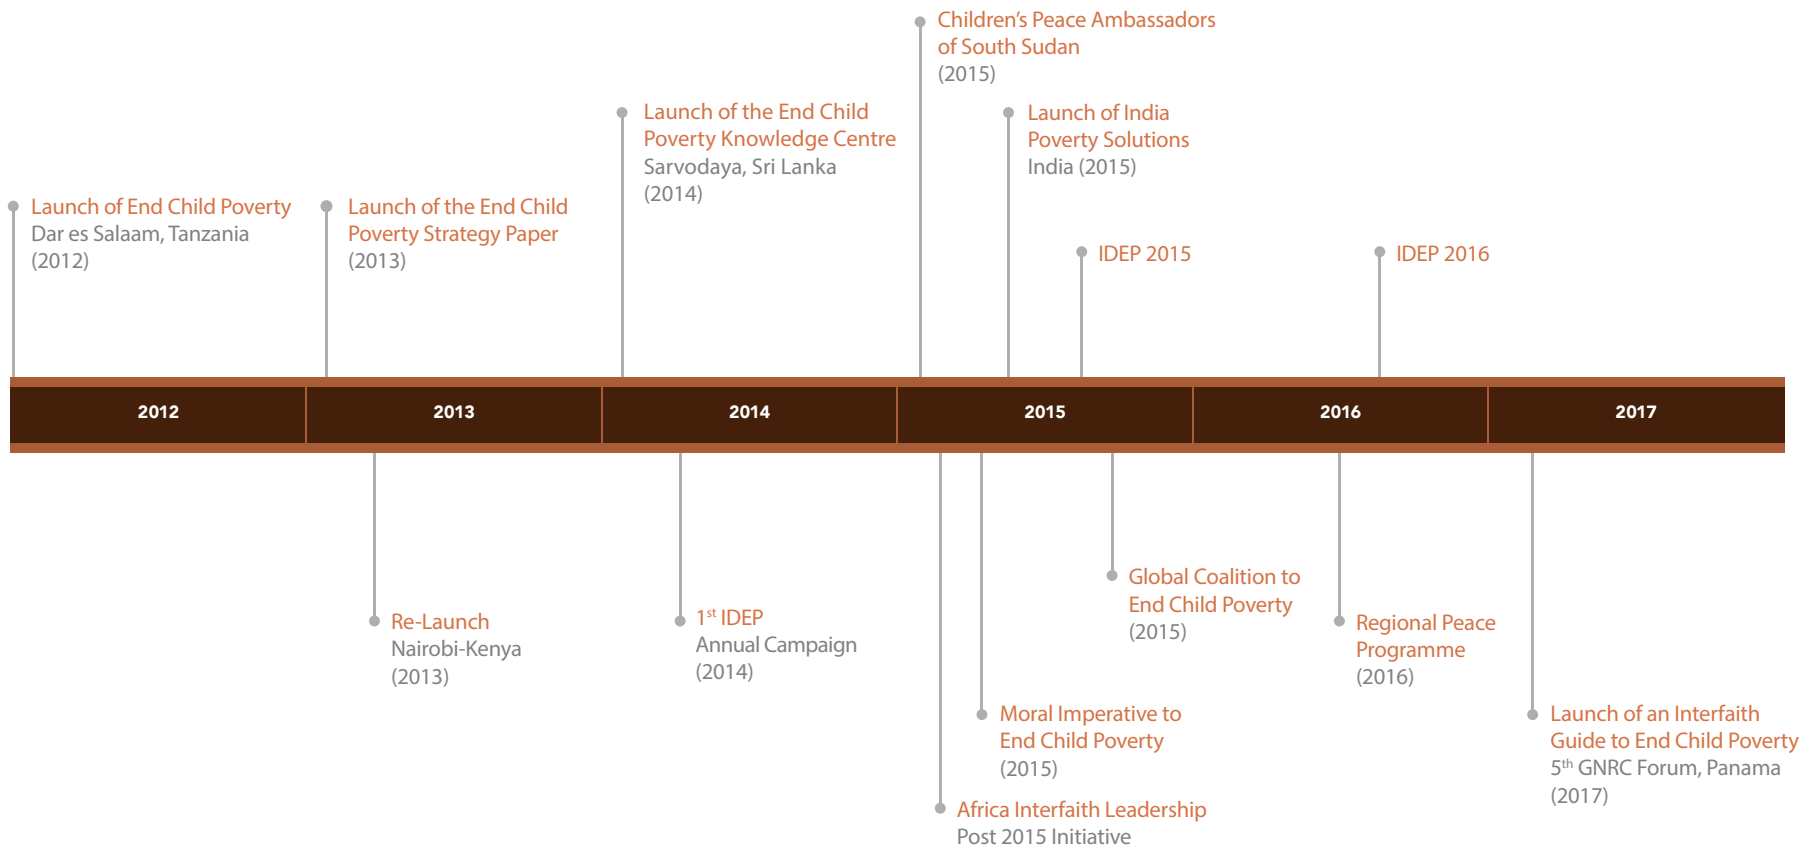 Children’s Peace Ambassadors
of South Sudan
(2015)
Launch of the End Child
Poverty Knowledge Centre
Sarvodaya, Sri Lanka
(2014)
Launch of India
Poverty Solutions
India (2015)
Launch of End Child Poverty
Dar es Salaam, Tanzania
(2012)
Launch of the End Child
Poverty Strategy Paper
(2013)
IDEP 2015
IDEP 2016
2012
2013
2014
2015
2016
2017
Re-Launch
Nairobi-Kenya
(2013)
1st IDEP
Annual Campaign
(2014)
Global Coalition to
End Child Poverty
(2015)
Regional Peace
Programme
(2016)
Moral Imperative to
End Child Poverty
(2015)
Launch of an Interfaith
Guide to End Child Poverty
5th GNRC Forum, Panama
(2017)
Africa Interfaith Leadership
Post 2015 Initiative